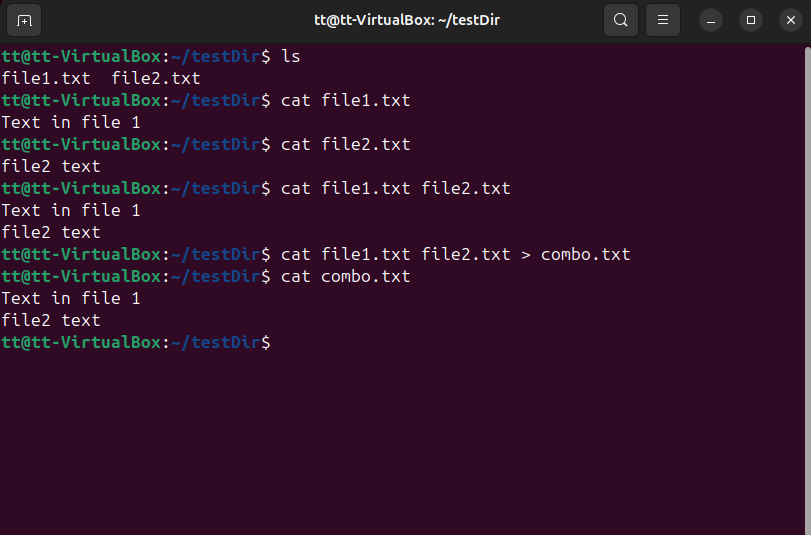 tt@tt-VirtualBox: ~/testDir
tt@tt-VirtualBox:~/testDir$ ls
file1.txt  file2.txt
tt@tt-VirtualBox:~/testDir$ cat file1.txt
Text in file 1
tt@tt-VirtualBox:~/testDir$ cat file2.txt
file2 text
tt@tt-VirtualBox:~/testDir$ cat file1.txt file2.txt
Text in file 1
file2 text
tt@tt-VirtualBox:~/testDir$ cat file1.txt file2.txt > combo.txt
tt@tt-VirtualBox:~/testDir$ cat combo.txt
Text in file 1
file2 text
tt@tt-VirtualBox:~/testDir$